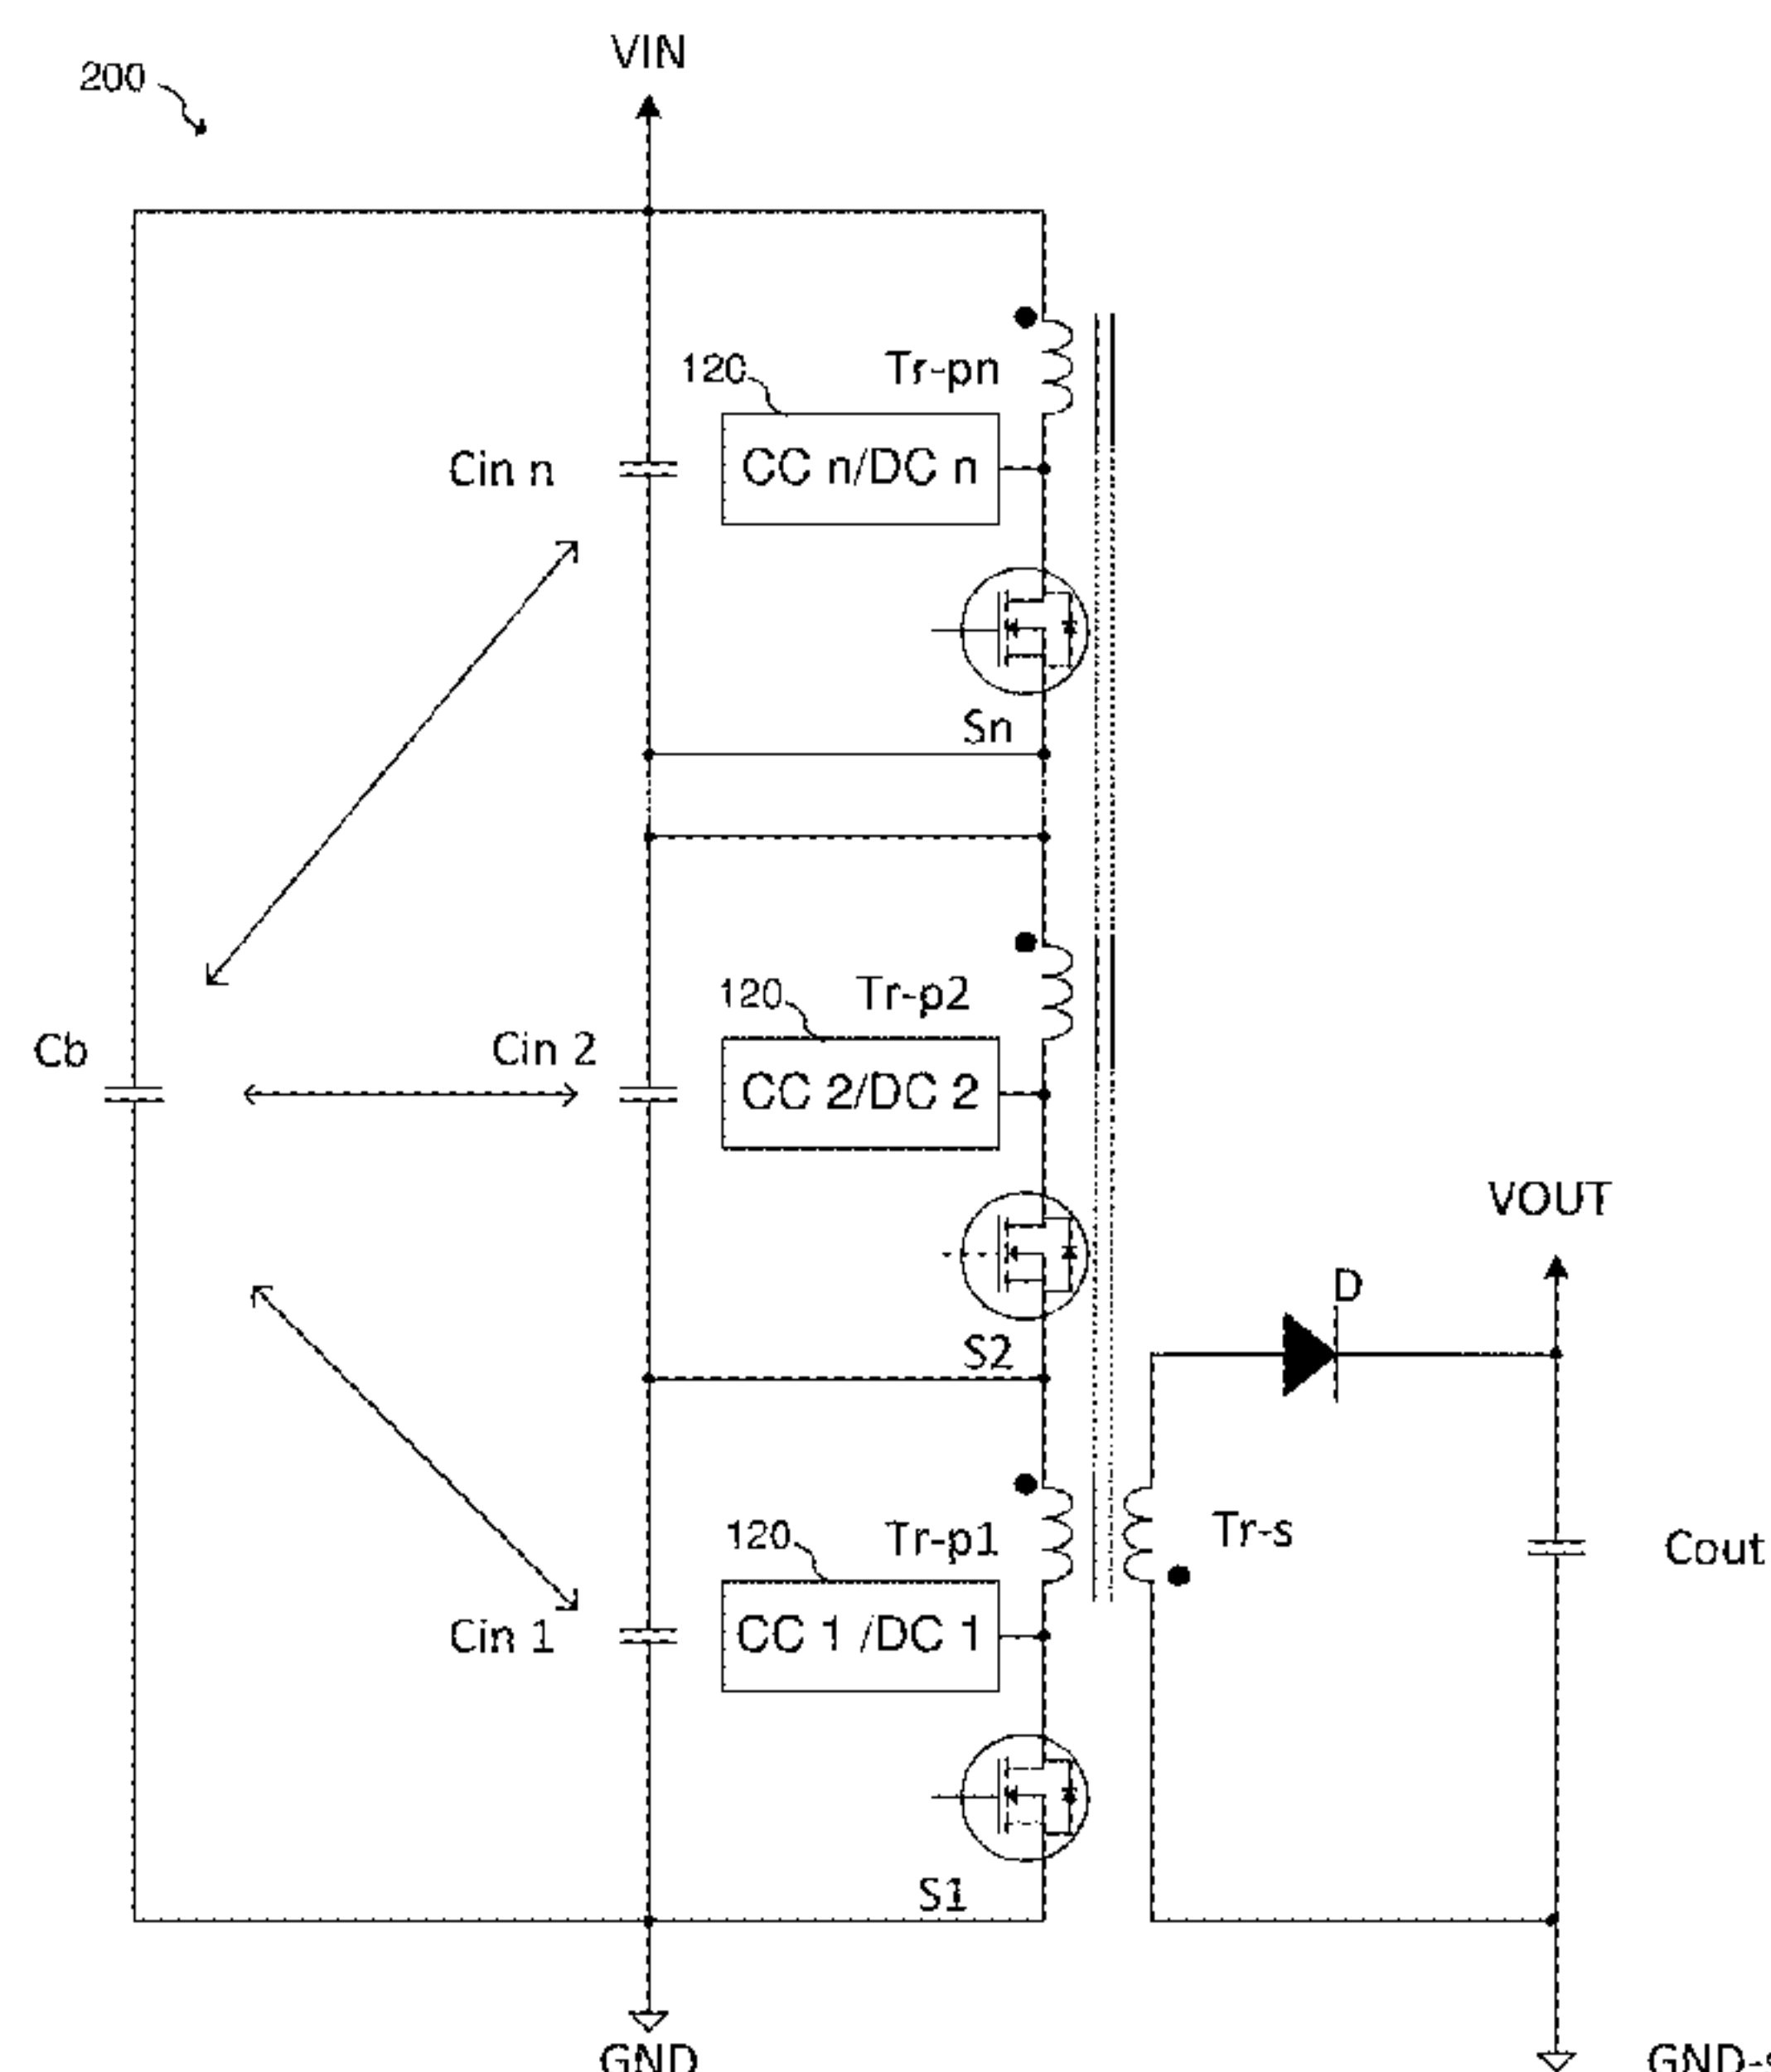 200
VIN
120
Tr-pn
Cin n
CC n/DC n
Sn
120
Tr-p2
Cb
Cin 2
CC 2/DC 2
VOUT
S2
D
120
Tr-p1
Tr-s
Cout
Cin 1
CC 1 /DC 1
S1
GND